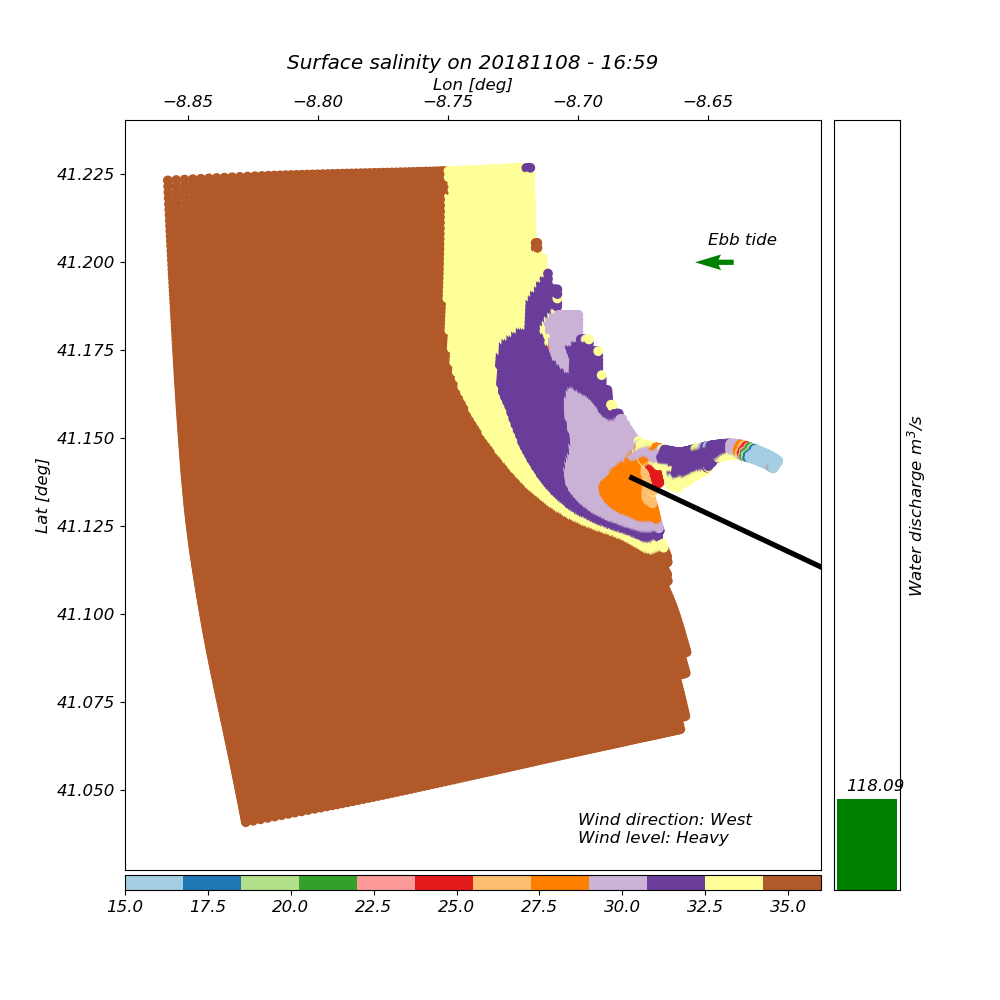 Surface salinity on 20181108 - 16:59
Lon [deg]
−8.85 −8.80 −8.75 −8.70 −8.65
41.225
41.200
41.175
41.150
41.125
41.100
41.075
41.050
Lat [deg]
Ebb tide
Water discharge m³/s
118.09
Wind direction: West
Wind level: Heavy
15.0 17.5 20.0 22.5 25.0 27.5 30.0 32.5 35.0